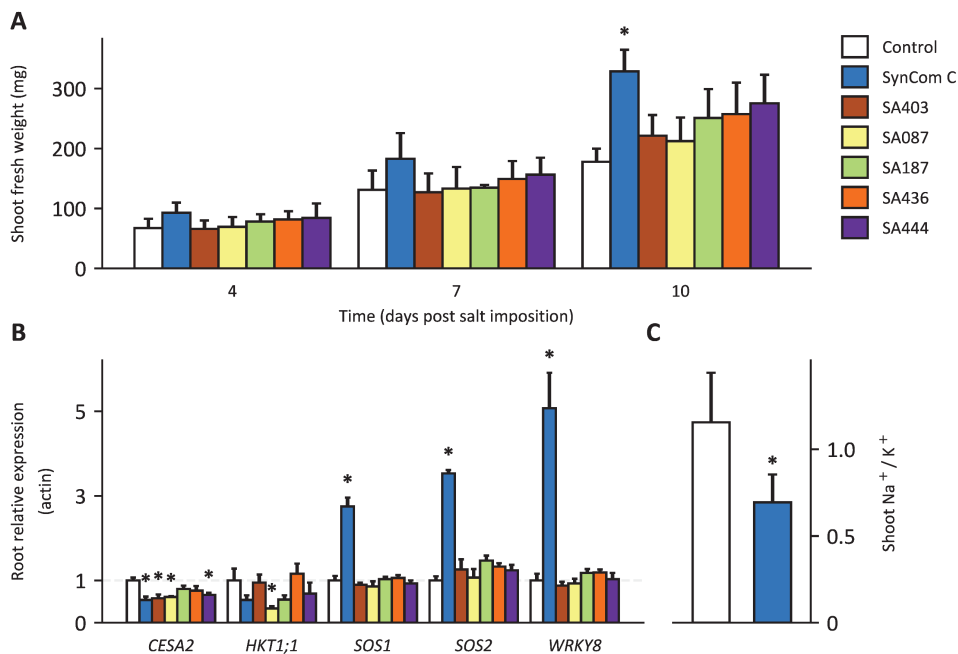 A
Shoot fresh weight (mg)
300
200
100
0
*
4
7
10
Time (days post salt imposition)
Control
SynCom C
SA403
SA087
SA187
SA436
SA444
B
Root relative expression
(actin)
5
3
1
0
* * *
*
*
*
*
*
CESA2
HKT1;1
SOS1
SOS2
WRKY8
C
*
1.0
0.5
0
Shoot Na⁺ / K⁺